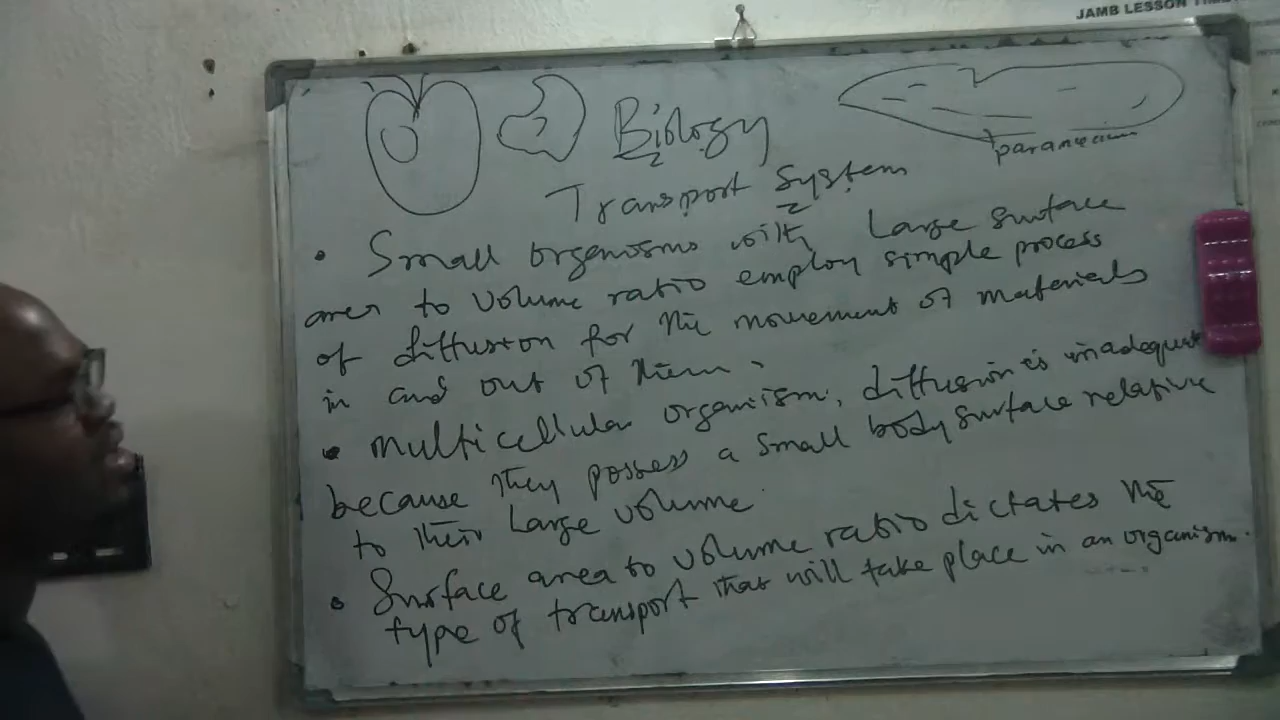 JAMB LESSON TIME
Biology
paramecium
Transport System
• Small organisms with Large surface
area to volume ratio employ simple process
of diffusion for the movement of materials
in and out of them.
• Multicellular organism, diffusion is inadequate
because they possess a small body surface relative
to their Large volume.
• Surface area to volume ratio dictates the
type of transport that will take place in an organism.